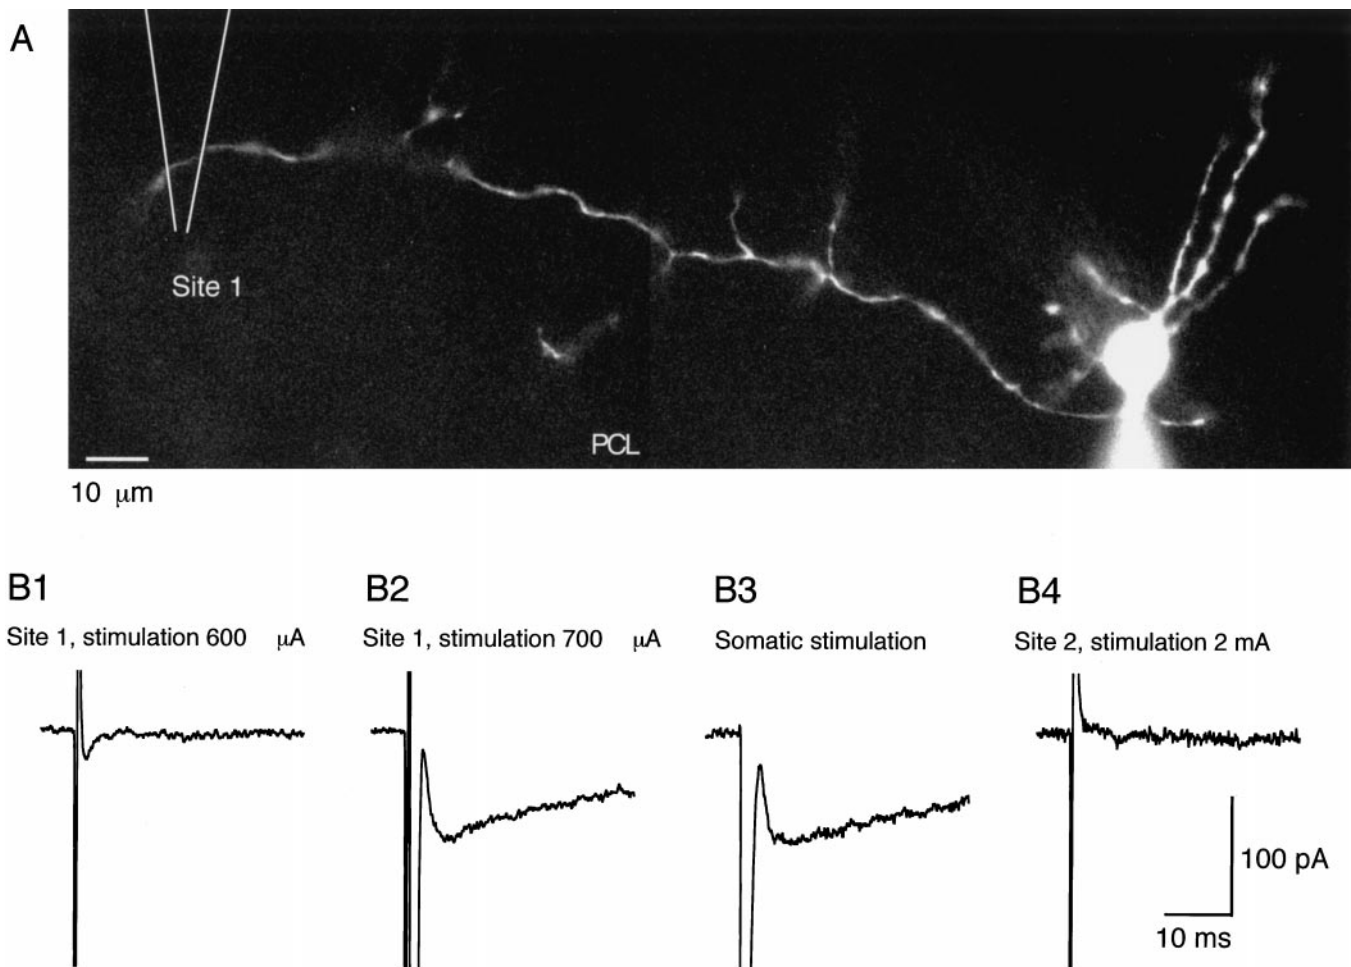 A
Site 1
PCL
10 μm
B1
Site 1, stimulation 600 μA
B2
Site 1, stimulation 700 μA
B3
Somatic stimulation
B4
Site 2, stimulation 2 mA
100 pA
10 ms